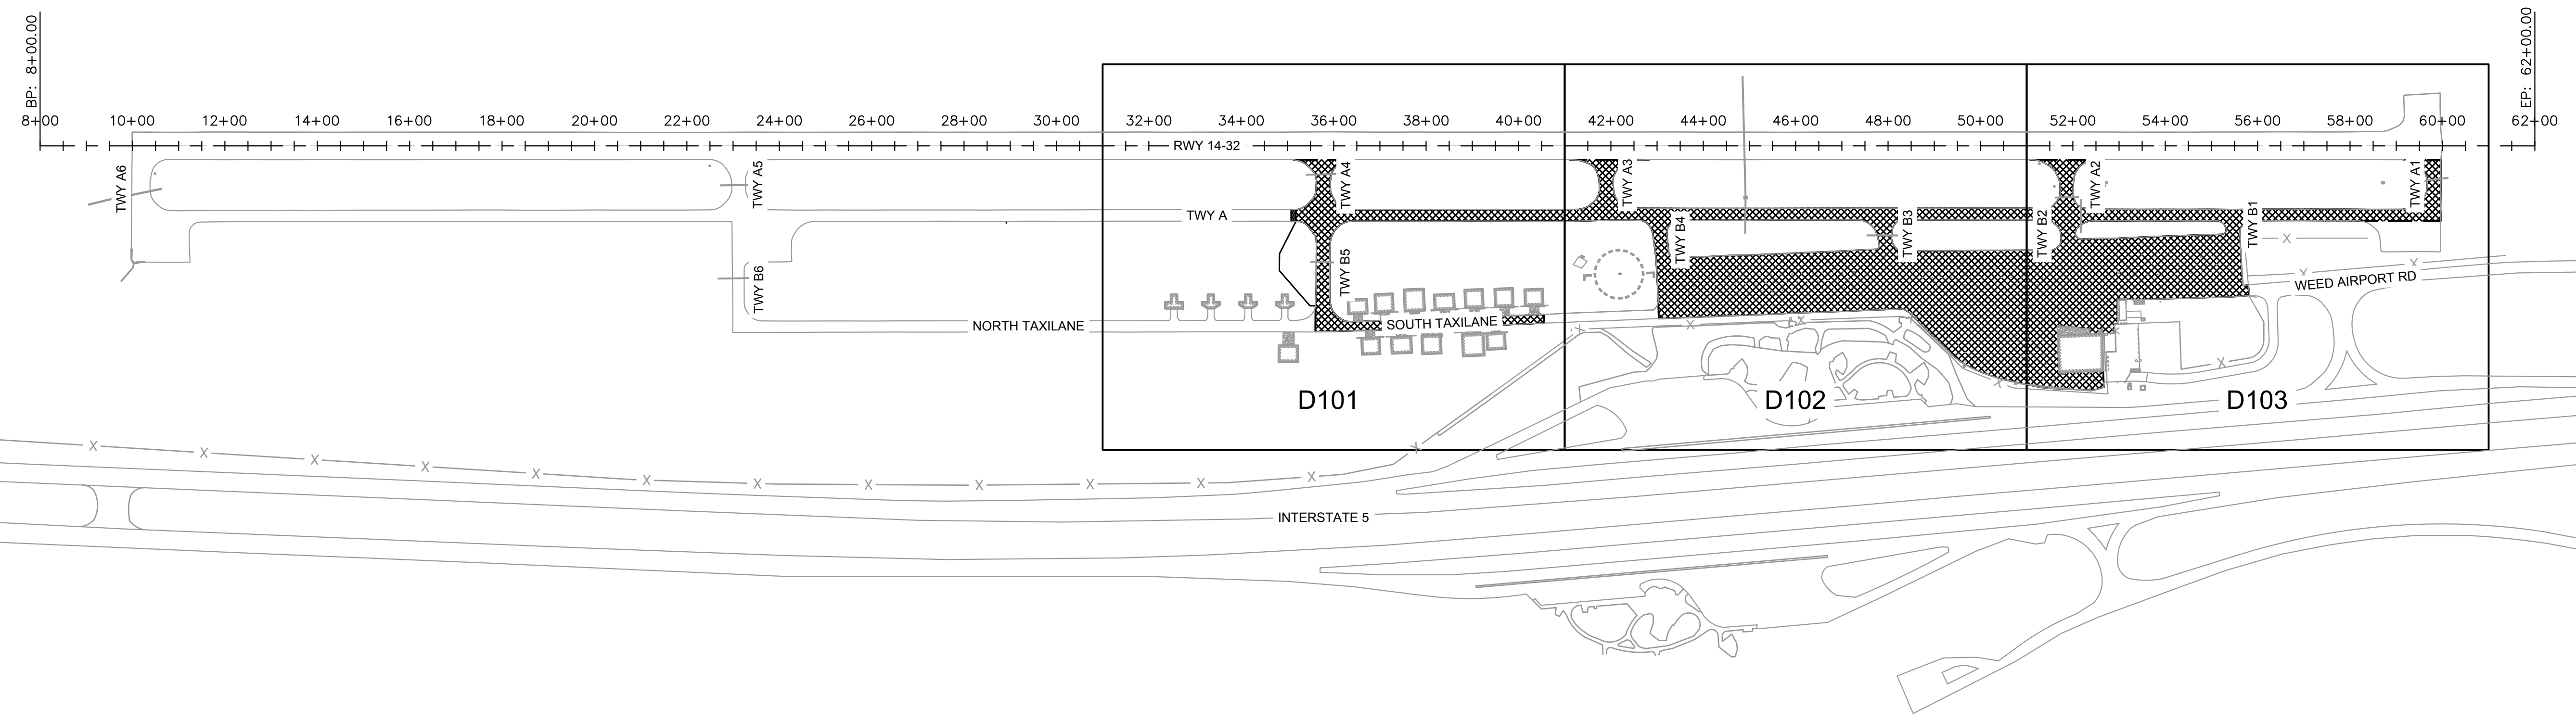 BP: 8+00.00
EP: 62+00.00
8+00 10+00 12+00 14+00 16+00 18+00 20+00 22+00 24+00 26+00 28+00 30+00 32+00 34+00 36+00 38+00 40+00 42+00 44+00 46+00 48+00 50+00 52+00 54+00 56+00 58+00 60+00 62+00
RWY 14-32
TWY A6
TWY A5
TWY A4
TWY A3
TWY A2
TWY A1
TWY A
TWY B6
TWY B5
TWY B4
TWY B3
TWY B2
TWY B1
WEED AIRPORT RD
NORTH TAXILANE
SOUTH TAXILANE
D101
D102
D103
X X X X X X X X X X X X
INTERSTATE 5